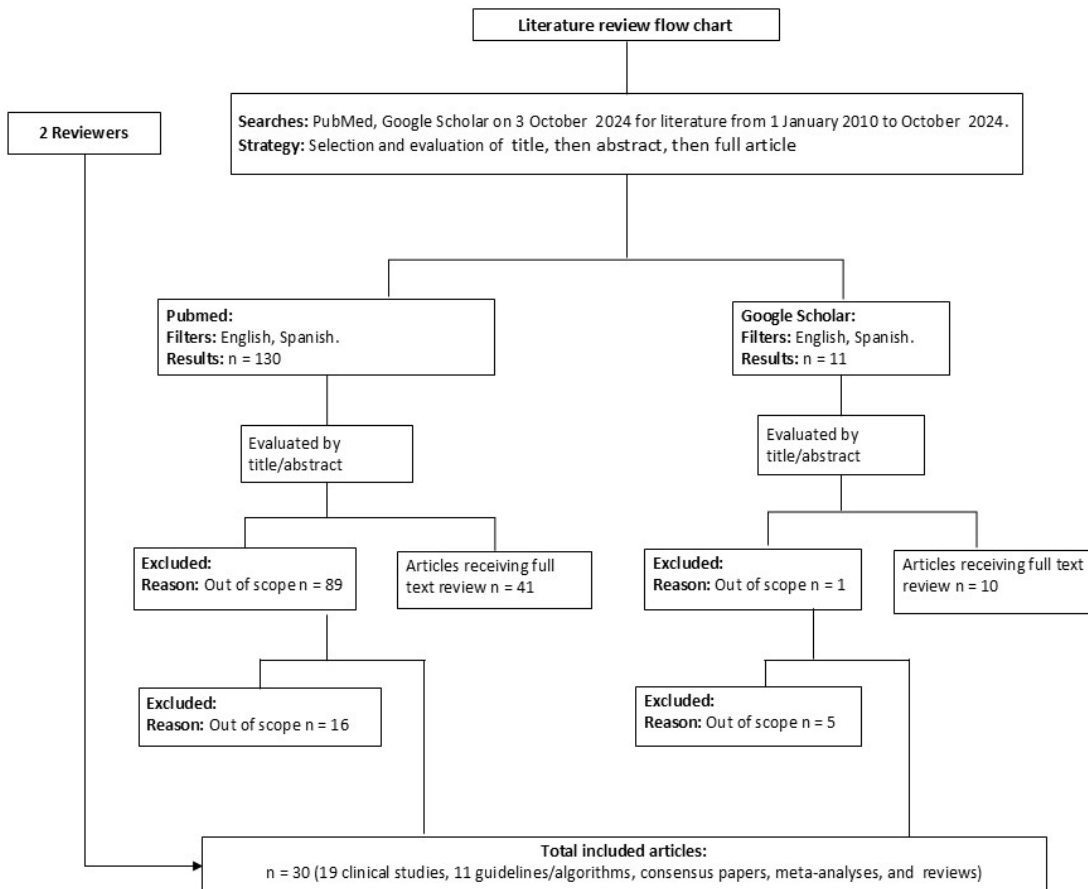 Literature review flow chart
2 Reviewers
Searches: PubMed, Google Scholar on 3 October 2024 for literature from 1 January 2010 to October 2024.
Strategy: Selection and evaluation of title, then abstract, then full article
Pubmed:
Filters: English, Spanish.
Results: n = 130
Google Scholar:
Filters: English, Spanish.
Results: n = 11
Evaluated by
title/abstract
Evaluated by
title/abstract
Excluded:
Reason: Out of scope n = 89
Articles receiving full
text review n = 41
Excluded:
Reason: Out of scope n = 1
Articles receiving full text
review n = 10
Excluded:
Reason: Out of scope n = 16
Excluded:
Reason: Out of scope n = 5
Total included articles:
n = 30 (19 clinical studies, 11 guidelines/algorithms, consensus papers, meta-analyses, and reviews)